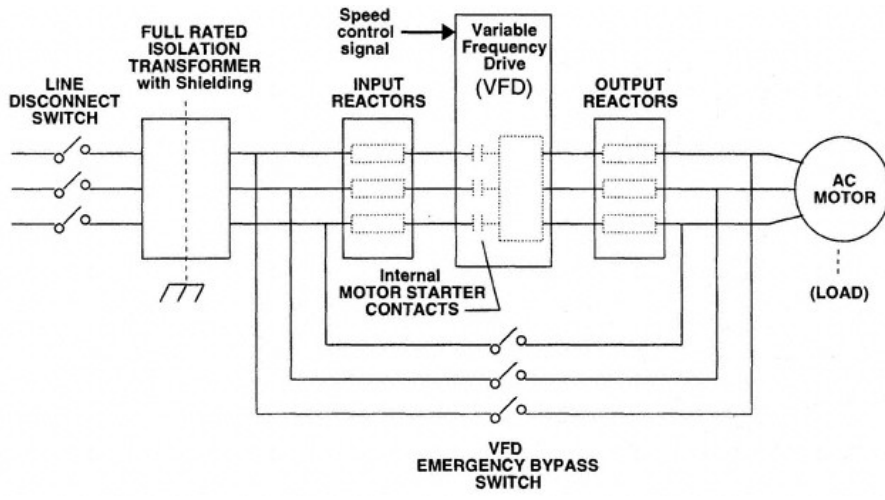 FULL RATED
ISOLATION
TRANSFORMER
with Shielding
LINE
DISCONNECT
SWITCH
INPUT
REACTORS
Speed
control
signal
Variable
Frequency
Drive
(VFD)
OUTPUT
REACTORS
AC
MOTOR
(LOAD)
Internal
MOTOR STARTER
CONTACTS
VFD
EMERGENCY BYPASS
SWITCH